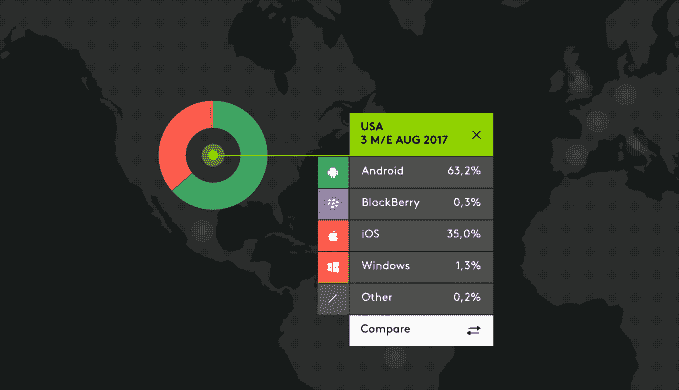 USA
3 M/E AUG 2017
Android 63,2%
BlackBerry 0,3%
iOS 35,0%
Windows 1,3%
Other 0,2%
Compare